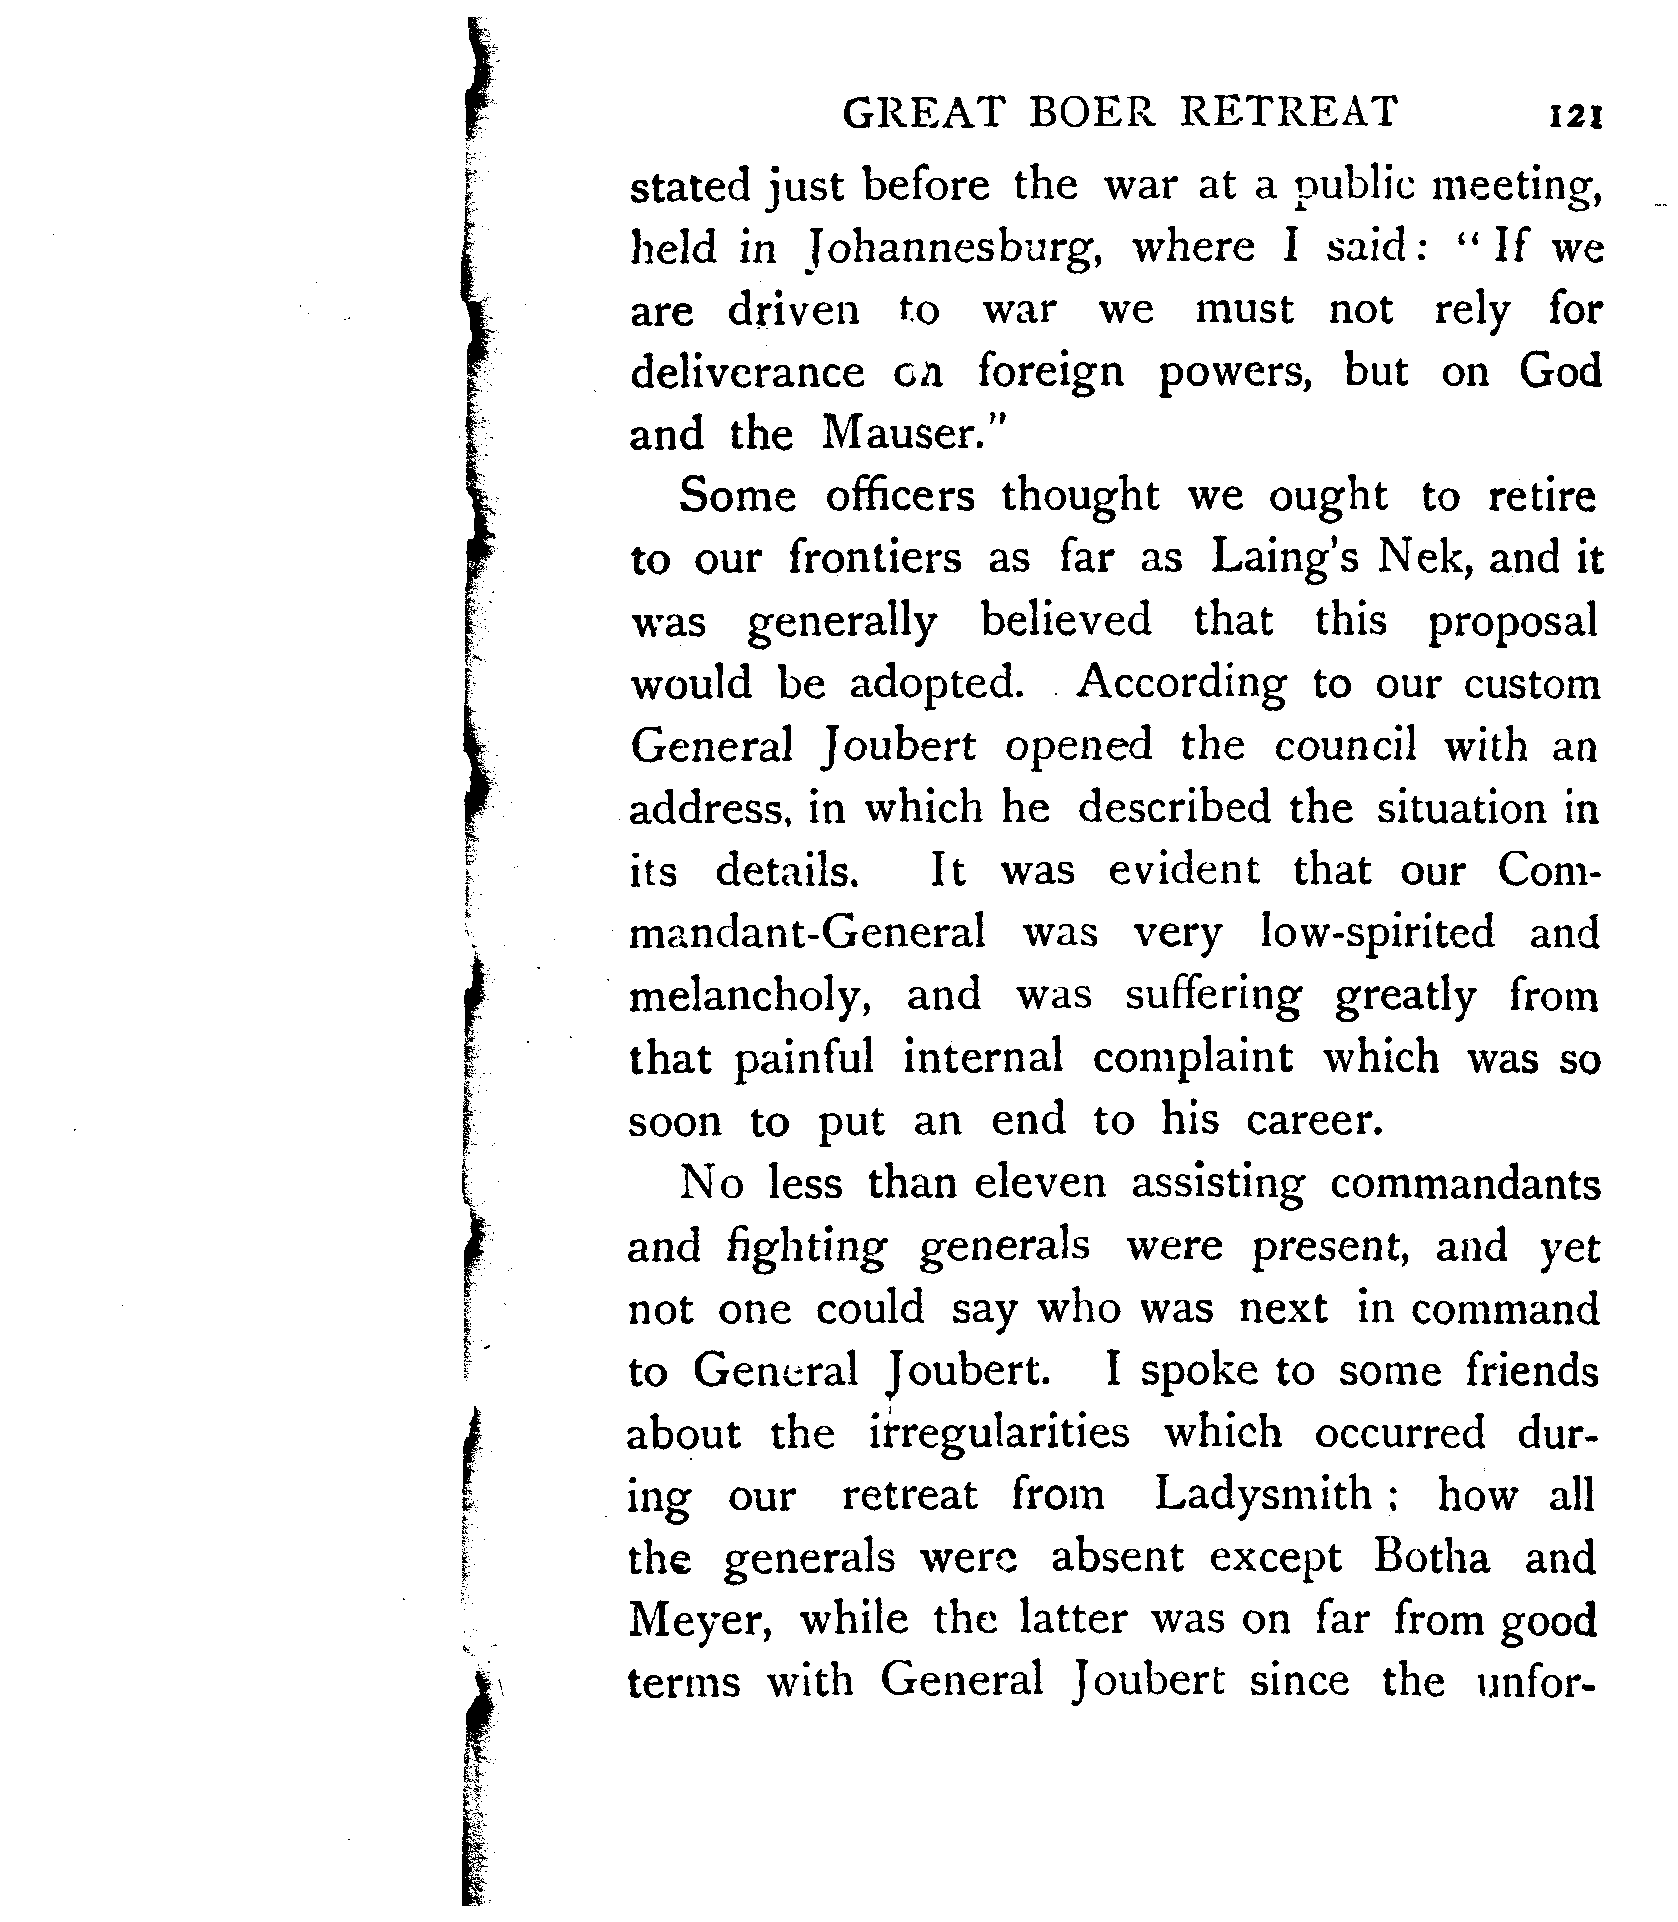 GREAT BOER RETREAT 121
stated just before the war at a public meeting,
held in Johannesburg, where I said: “If we
are driven to war we must not rely for
deliverance on foreign powers, but on God
and the Mauser.”
Some officers thought we ought to retire
to our frontiers as far as Laing's Nek, and it
was generally believed that this proposal
would be adopted. According to our custom
General Joubert opened the council with an
address, in which he described the situation in
its details. It was evident that our Com-
mandant-General was very low-spirited and
melancholy, and was suffering greatly from
that painful internal complaint which was so
soon to put an end to his career.
No less than eleven assisting commandants
and fighting generals were present, and yet
not one could say who was next in command
to General Joubert. I spoke to some friends
about the irregularities which occurred dur-
ing our retreat from Ladysmith; how all
the generals were absent except Botha and
Meyer, while the latter was on far from good
terms with General Joubert since the unfor-